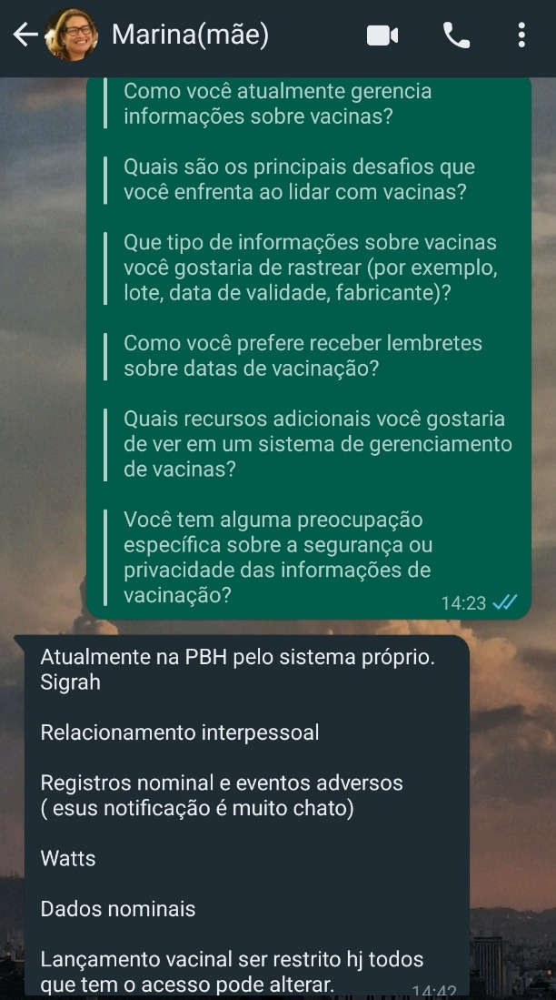 Marina(mãe)
Como você atualmente gerencia
informações sobre vacinas?
Quais são os principais desafios que
você enfrenta ao lidar com vacinas?
Que tipo de informações sobre vacinas
você gostaria de rastrear (por exemplo,
lote, data de validade, fabricante)?
Como você prefere receber lembretes
sobre datas de vacinação?
Quais recursos adicionais você gostaria
de ver em um sistema de gerenciamento
de vacinas?
Você tem alguma preocupação
específica sobre a segurança ou
privacidade das informações de
vacinação?
14:23
Atualmente na PBH pelo sistema próprio.
Sigrah
Relacionamento interpessoal
Registros nominal e eventos adversos
( esus notificação é muito chato)
Watts
Dados nominais
Lançamento vacinal ser restrito hj todos
que tem o acesso pode alterar.
14:42